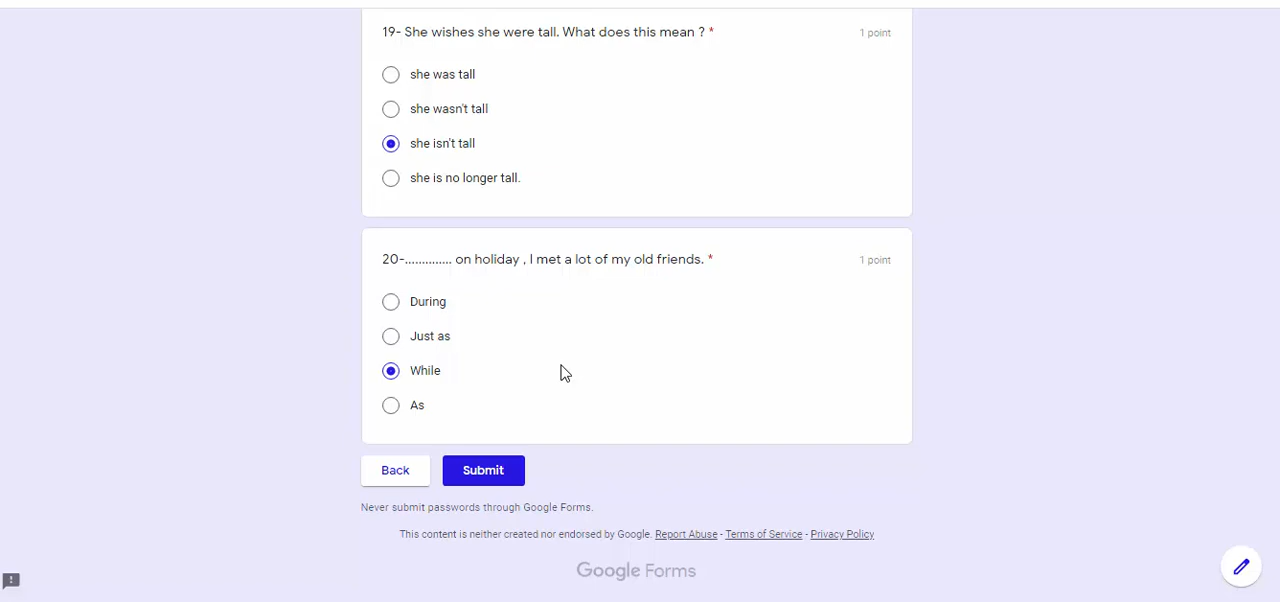 19- She wishes she were tall. What does this mean ? * 1 point
she was tall
she wasn't tall
she isn't tall
she is no longer tall.
20-.............. on holiday , I met a lot of my old friends. * 1 point
During
Just as
While
As
Back Submit
Never submit passwords through Google Forms.
This content is neither created nor endorsed by Google. Report Abuse - Terms of Service - Privacy Policy
Google Forms